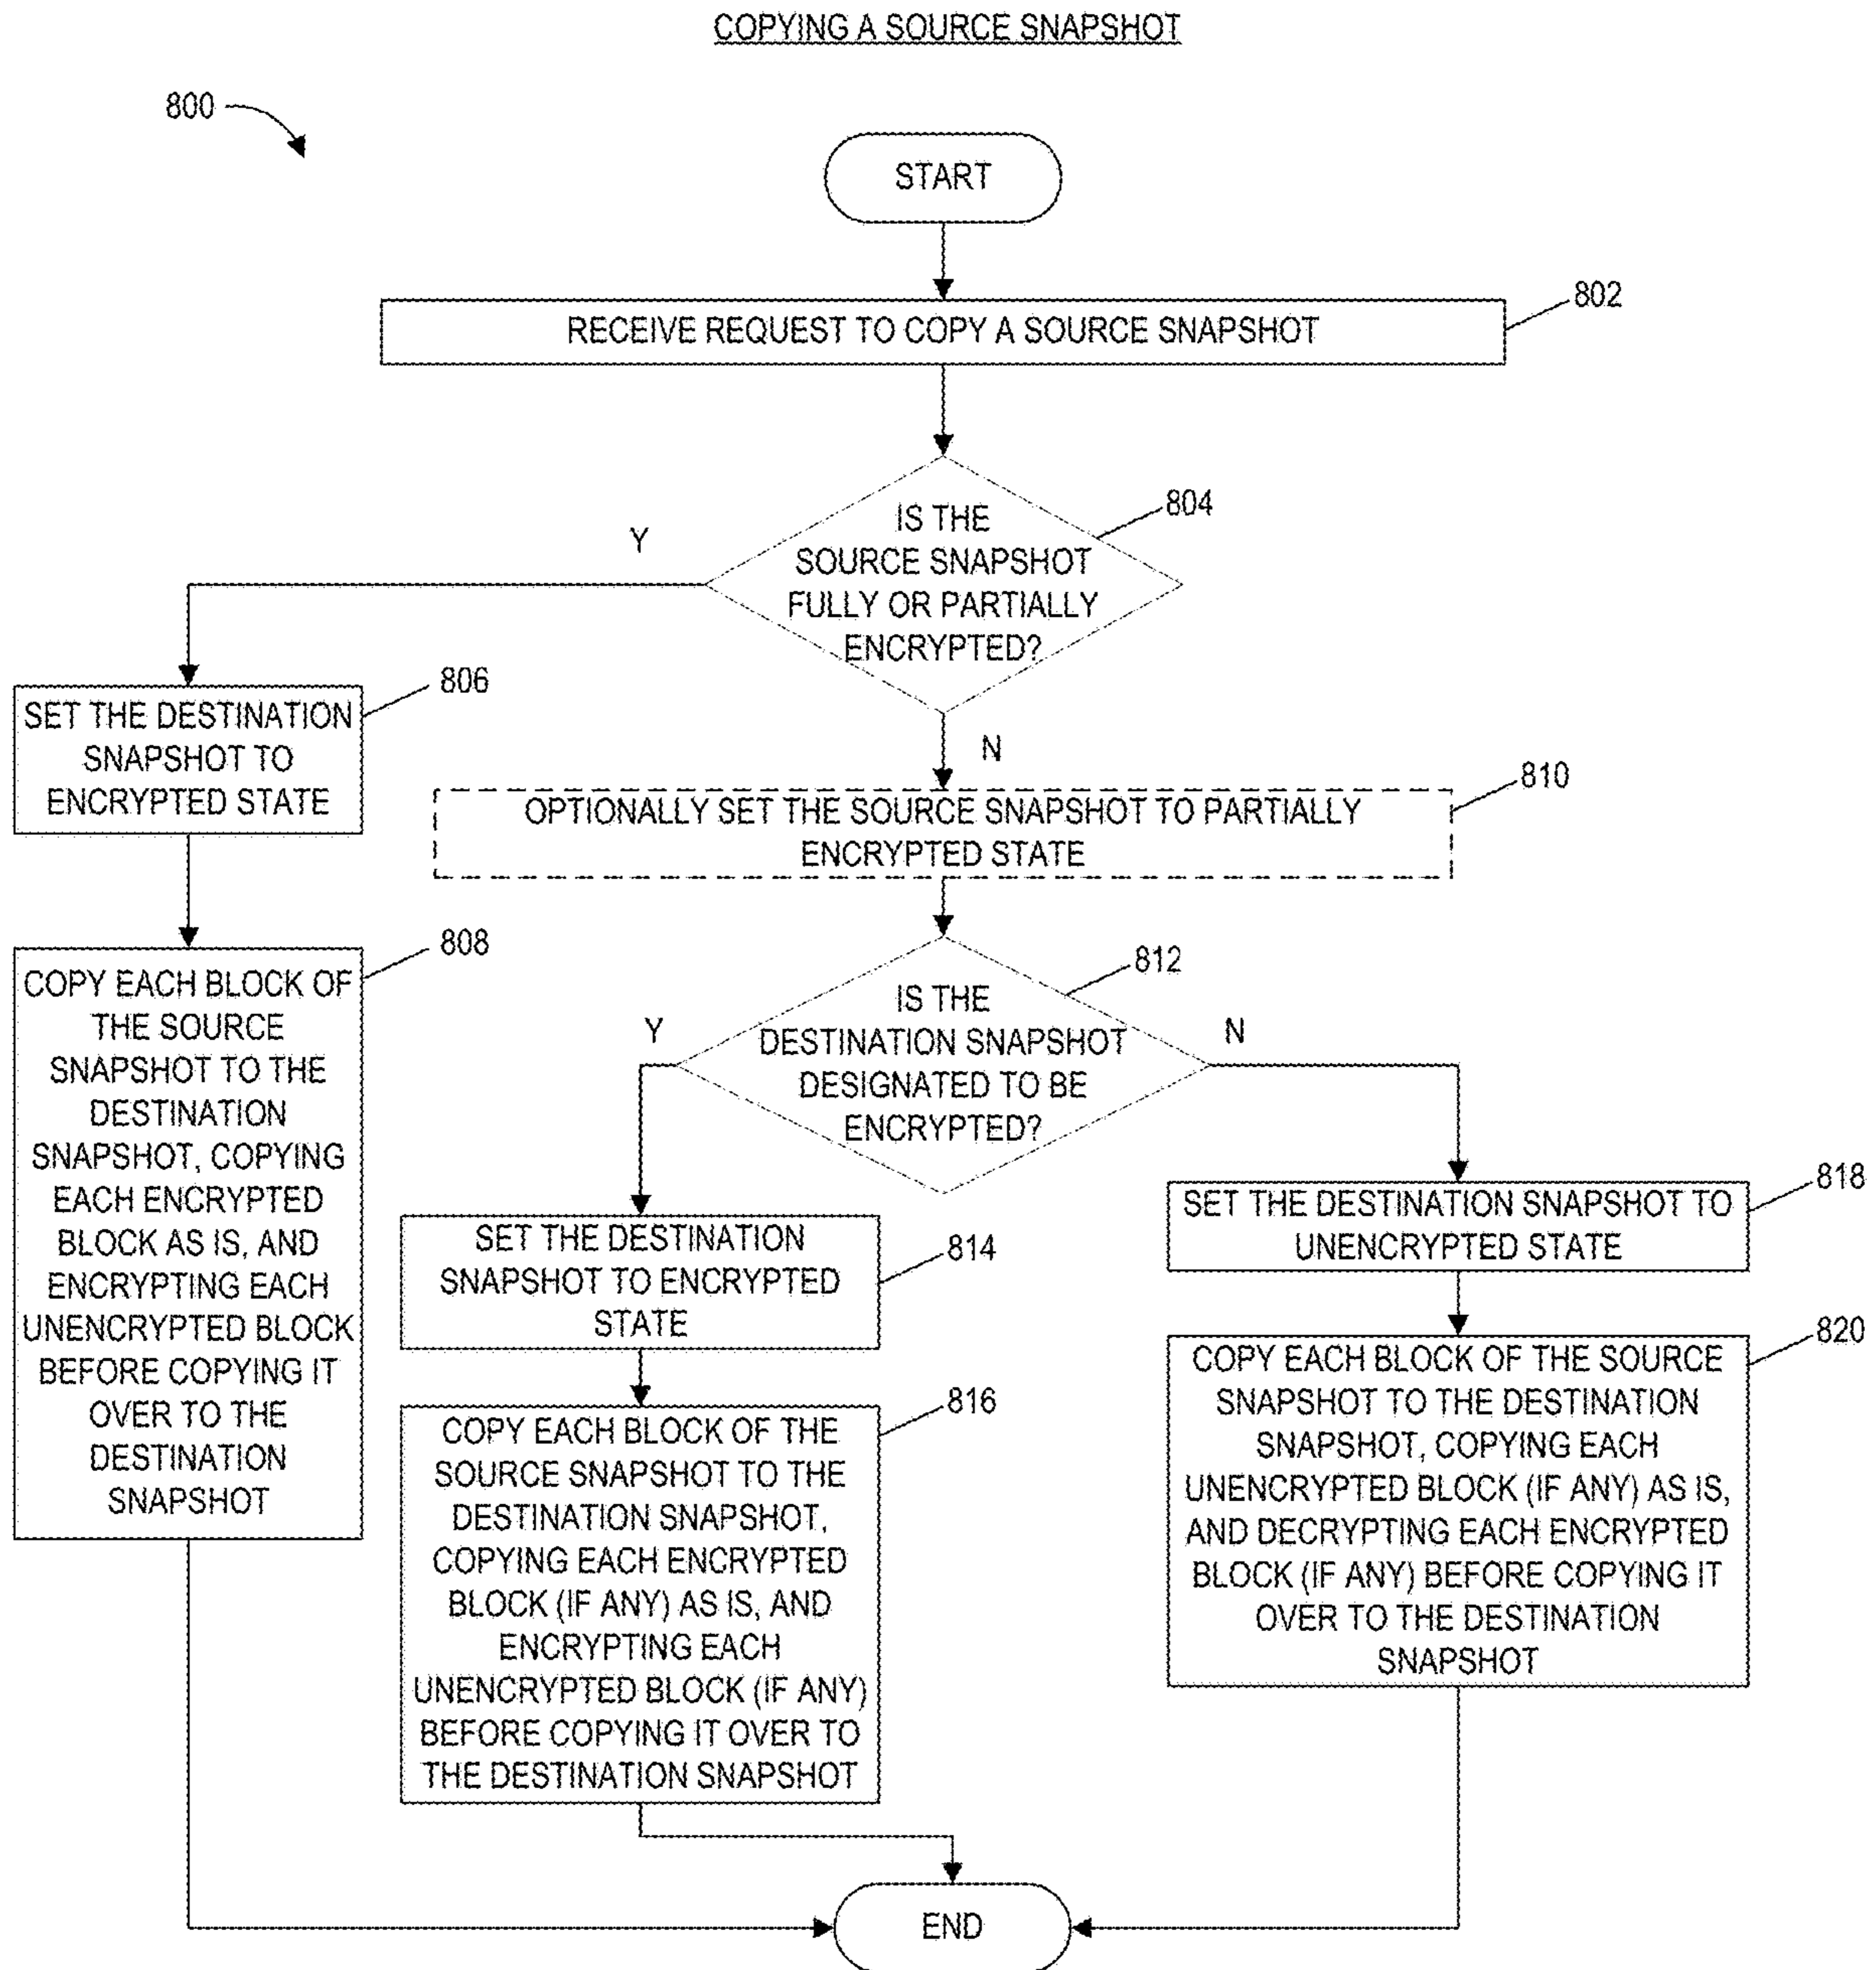 COPYING A SOURCE SNAPSHOT
800
START
802
RECEIVE REQUEST TO COPY A SOURCE SNAPSHOT
804
IS THE
SOURCE SNAPSHOT
FULLY OR PARTIALLY
ENCRYPTED?
Y
N
806
SET THE DESTINATION
SNAPSHOT TO
ENCRYPTED STATE
808
COPY EACH BLOCK OF
THE SOURCE
SNAPSHOT TO THE
DESTINATION
SNAPSHOT, COPYING
EACH ENCRYPTED
BLOCK AS IS, AND
ENCRYPTING EACH
UNENCRYPTED BLOCK
BEFORE COPYING IT
OVER TO THE
DESTINATION
SNAPSHOT
810
OPTIONALLY SET THE SOURCE SNAPSHOT TO PARTIALLY
ENCRYPTED STATE
812
IS THE
DESTINATION SNAPSHOT
DESIGNATED TO BE
ENCRYPTED?
Y
N
814
SET THE DESTINATION
SNAPSHOT TO ENCRYPTED
STATE
816
COPY EACH BLOCK OF THE
SOURCE SNAPSHOT TO THE
DESTINATION SNAPSHOT,
COPYING EACH ENCRYPTED
BLOCK (IF ANY) AS IS, AND
ENCRYPTING EACH
UNENCRYPTED BLOCK (IF ANY)
BEFORE COPYING IT OVER TO
THE DESTINATION SNAPSHOT
818
SET THE DESTINATION SNAPSHOT TO
UNENCRYPTED STATE
820
COPY EACH BLOCK OF THE SOURCE
SNAPSHOT TO THE DESTINATION
SNAPSHOT, COPYING EACH
UNENCRYPTED BLOCK (IF ANY) AS IS,
AND DECRYPTING EACH ENCRYPTED
BLOCK (IF ANY) BEFORE COPYING IT
OVER TO THE DESTINATION
SNAPSHOT
END